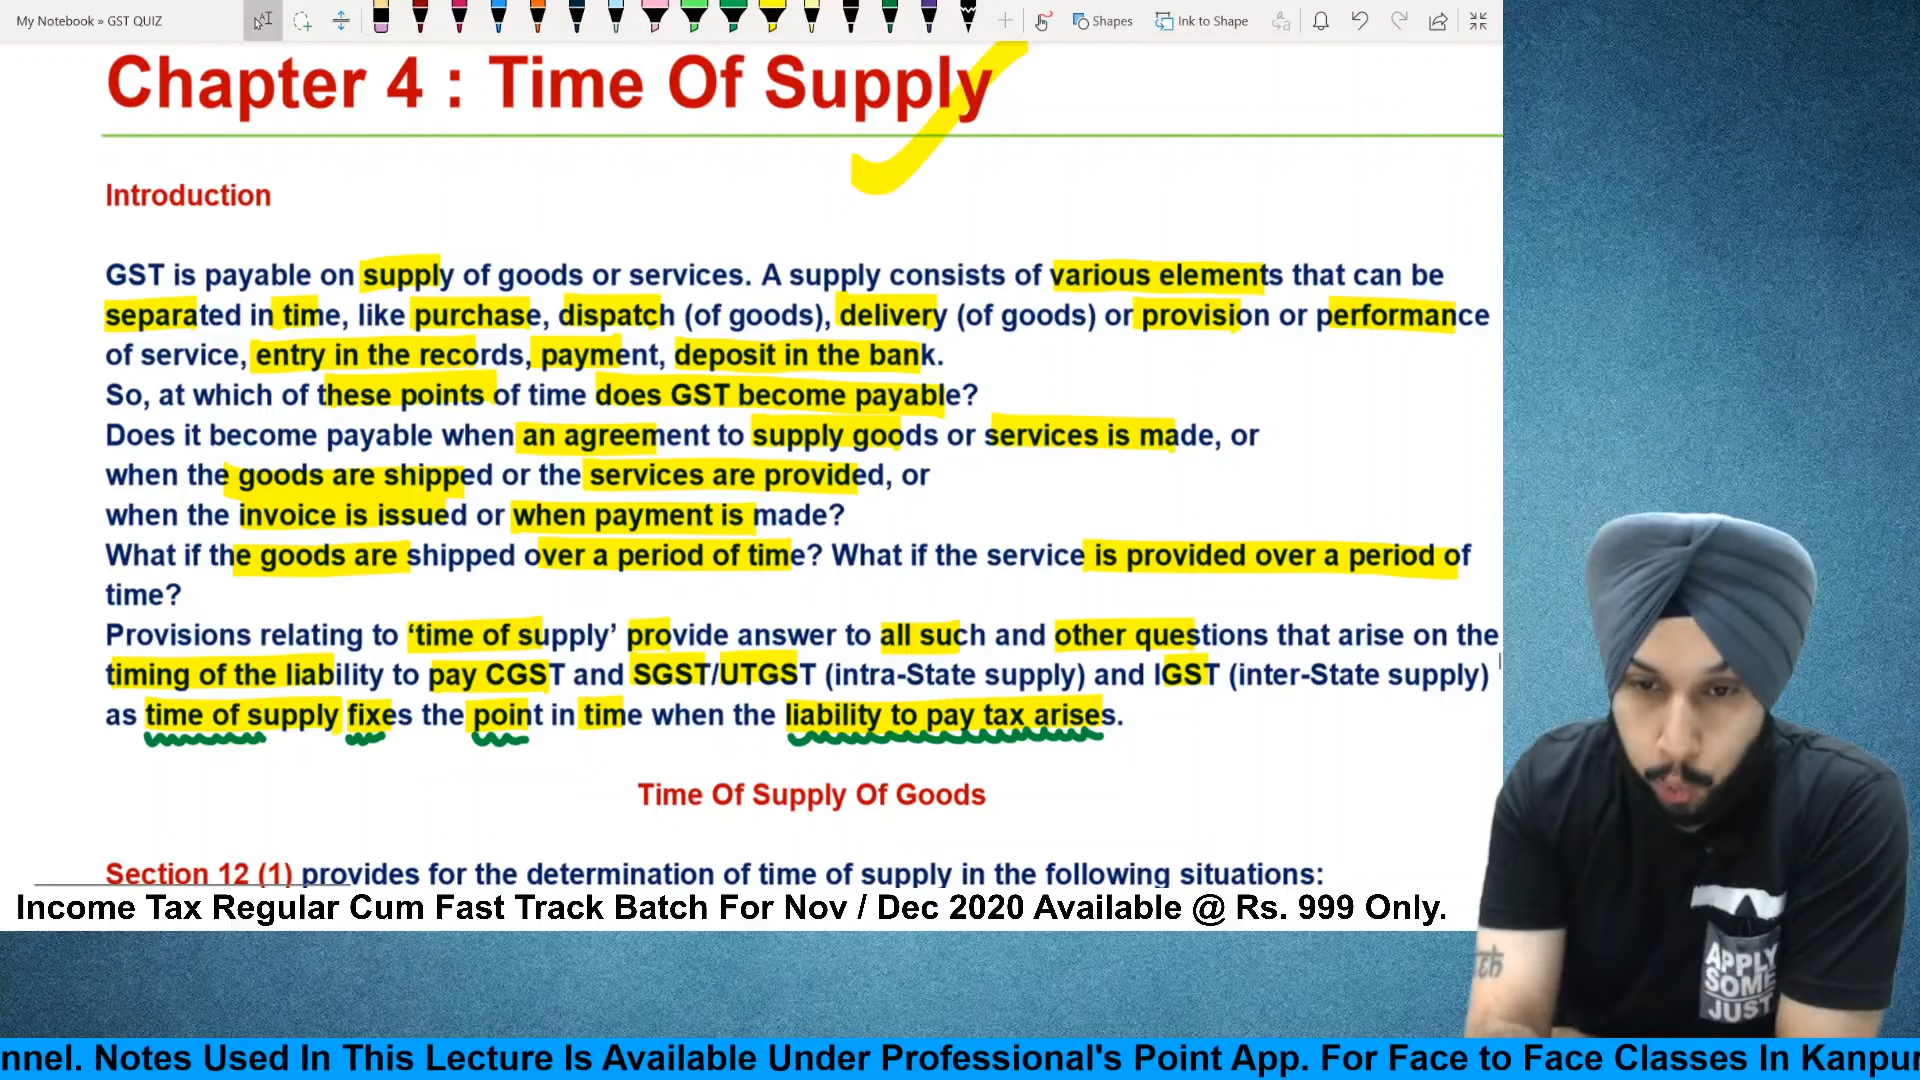 My Notebook » GST QUIZ
Shapes
Ink to Shape
Chapter 4 : Time Of Supply
Introduction
GST is payable on supply of goods or services. A supply consists of various elements that can be
separated in time, like purchase, dispatch (of goods), delivery (of goods) or provision or performance
of service, entry in the records, payment, deposit in the bank.
So, at which of these points of time does GST become payable?
Does it become payable when an agreement to supply goods or services is made, or
when the goods are shipped or the services are provided, or
when the invoice is issued or when payment is made?
What if the goods are shipped over a period of time? What if the service is provided over a period of
time?
Provisions relating to ‘time of supply’ provide answer to all such and other questions that arise on the
timing of the liability to pay CGST and SGST/UTGST (intra-State supply) and IGST (inter-State supply)
as time of supply fixes the point in time when the liability to pay tax arises.
Time Of Supply Of Goods
Section 12 (1) provides for the determination of time of supply in the following situations:
Income Tax Regular Cum Fast Track Batch For Nov / Dec 2020 Available @ Rs. 999 Only.
APPLY
SOME
JUST
nnel. Notes Used In This Lecture Is Available Under Professional's Point App. For Face to Face Classes In Kanpur